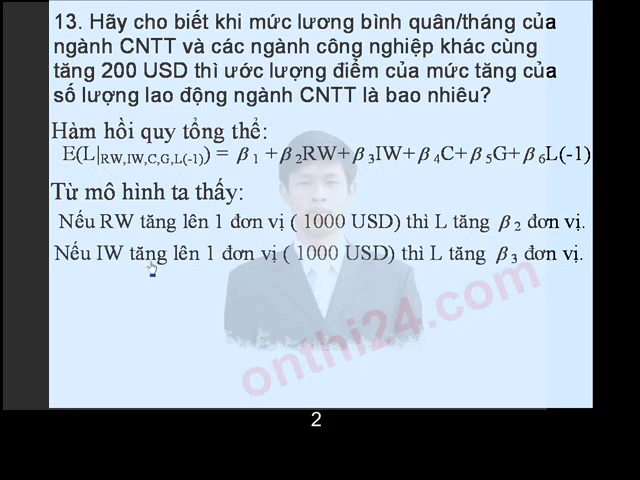 13. Hãy cho biết khi mức lương bình quân/tháng của
ngành CNTT và các ngành công nghiệp khác cùng
tăng 200 USD thì ước lượng điểm của mức tăng của
số lượng lao động ngành CNTT là bao nhiêu?
Hàm hồi quy tổng thể:
E(L|RW,IW,C,G,L(-1)) = β1 +β2RW+β3IW+β4C+β5G+β6L(-1)
Từ mô hình ta thấy:
Nếu RW tăng lên 1 đơn vị ( 1000 USD) thì L tăng β2 đơn vị.
Nếu IW tăng lên 1 đơn vị ( 1000 USD) thì L tăng β3 đơn vị.
onthi24.com
2